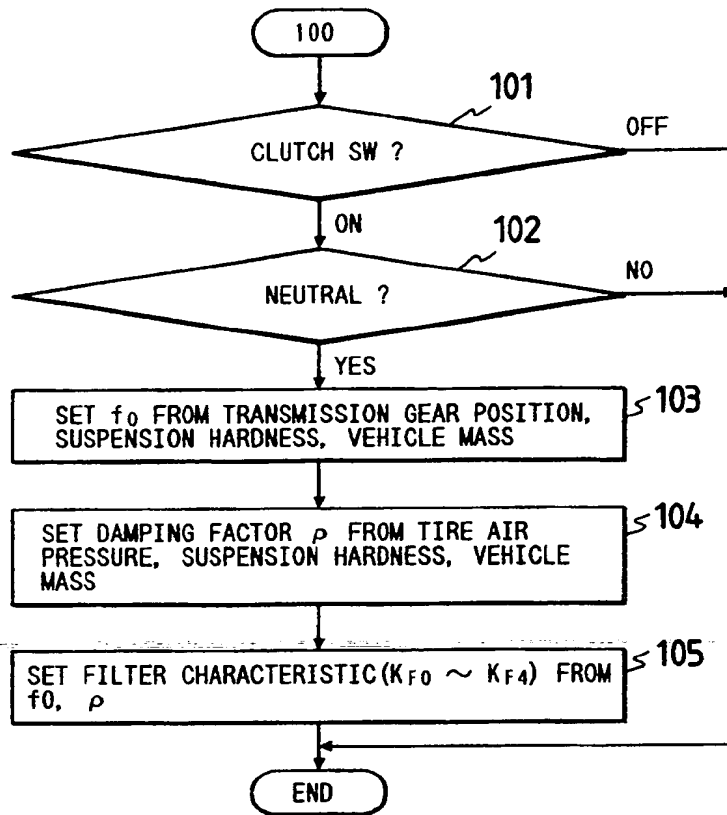 100
101
CLUTCH SW ?
OFF
ON
102
NEUTRAL ?
NO
YES
103
SET f0 FROM TRANSMISSION GEAR POSITION,
SUSPENSION HARDNESS, VEHICLE MASS
104
SET DAMPING FACTOR ρ FROM TIRE AIR
PRESSURE, SUSPENSION HARDNESS, VEHICLE
MASS
105
SET FILTER CHARACTERISTIC(KF0 ~ KF4) FROM
f0, ρ
END